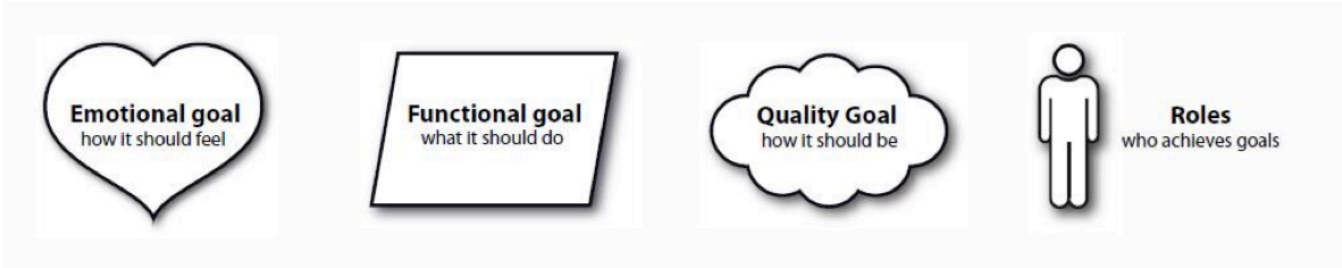 Emotional goal
how it should feel
Functional goal
what it should do
Quality Goal
how it should be
Roles
who achieves goals